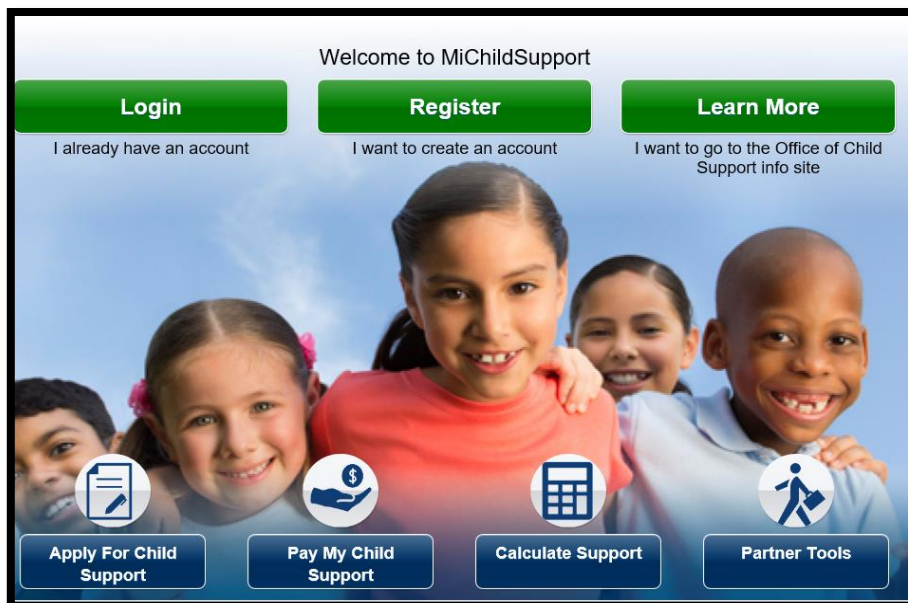 Welcome to MiChildSupport
Login
Register
Learn More
I already have an account
I want to create an account
I want to go to the Office of Child
Support info site
$
Apply For Child
Support
Pay My Child
Support
Calculate Support
Partner Tools